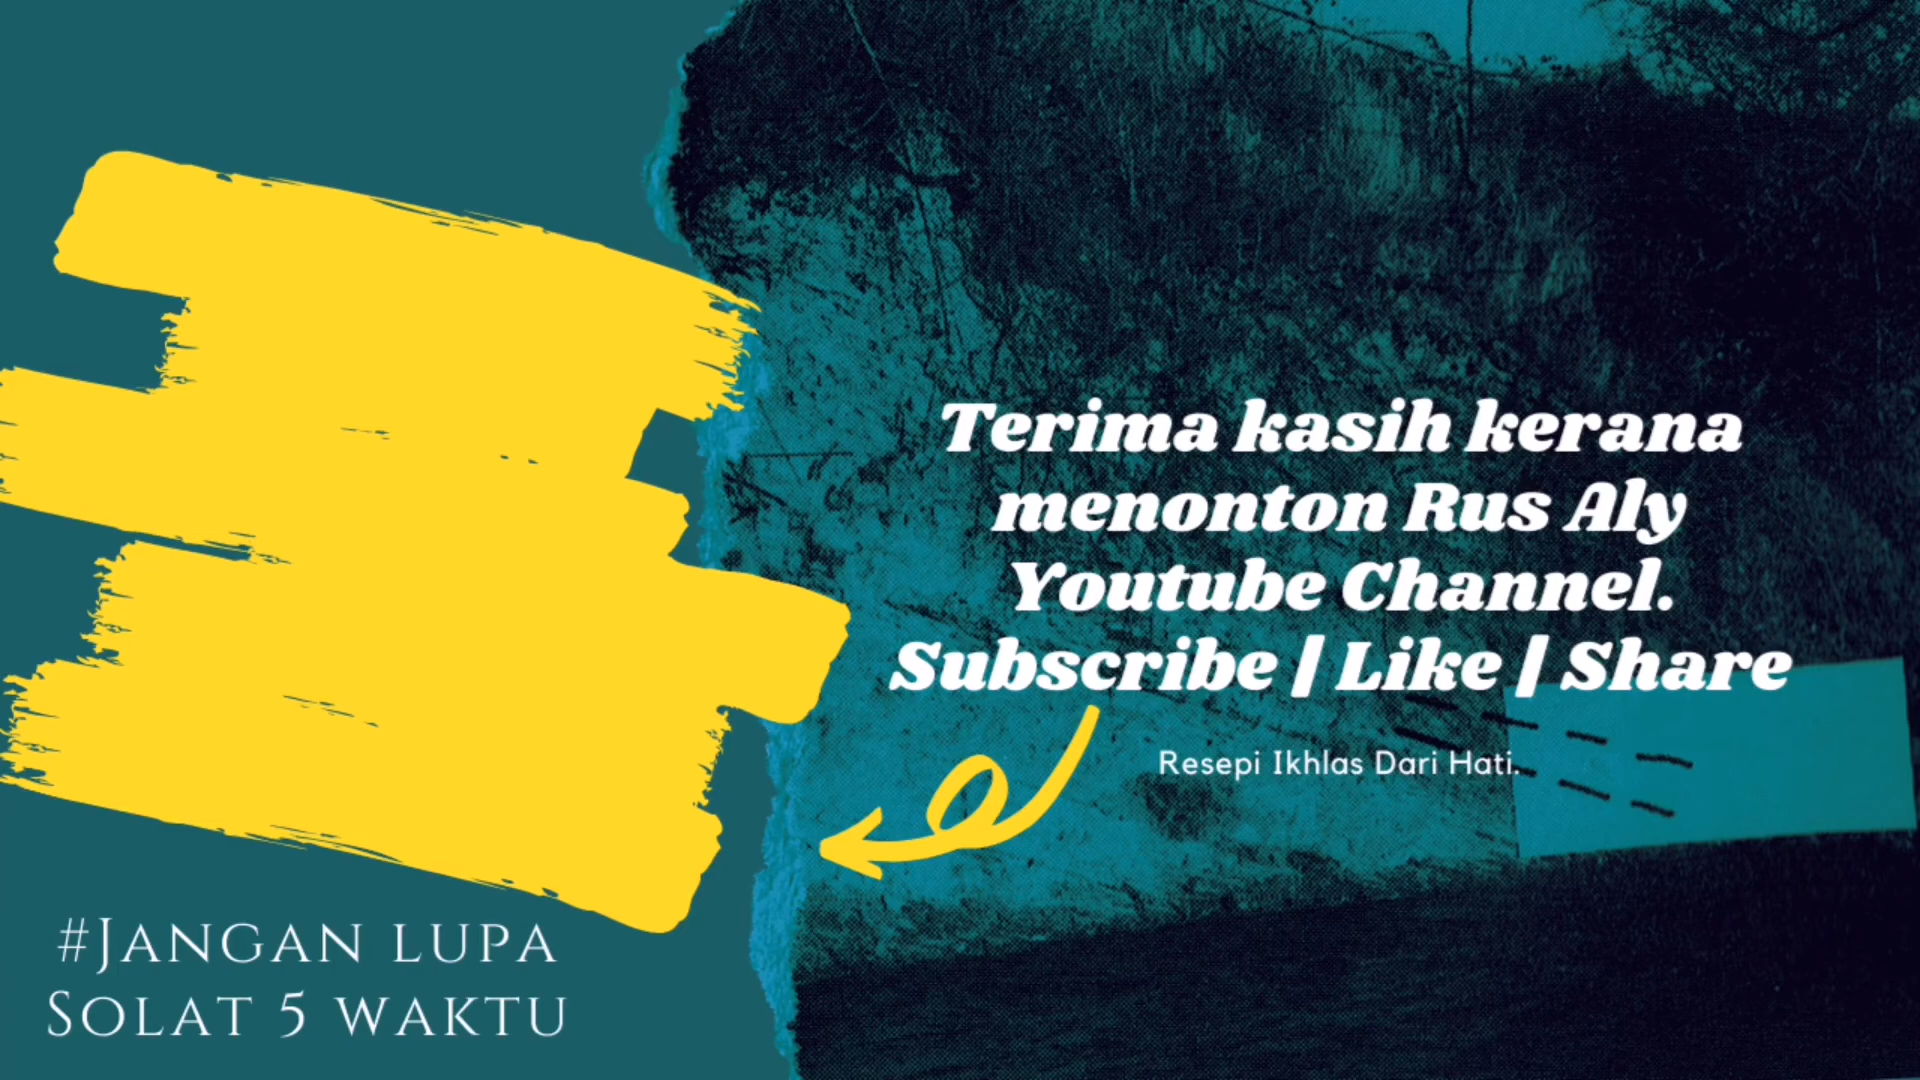 Terima kasih kerana
menonton Rus Aly
Youtube Channel.
Subscribe | Like | Share
Resepi Ikhlas Dari Hati.
#Jangan lupa
Solat 5 waktu